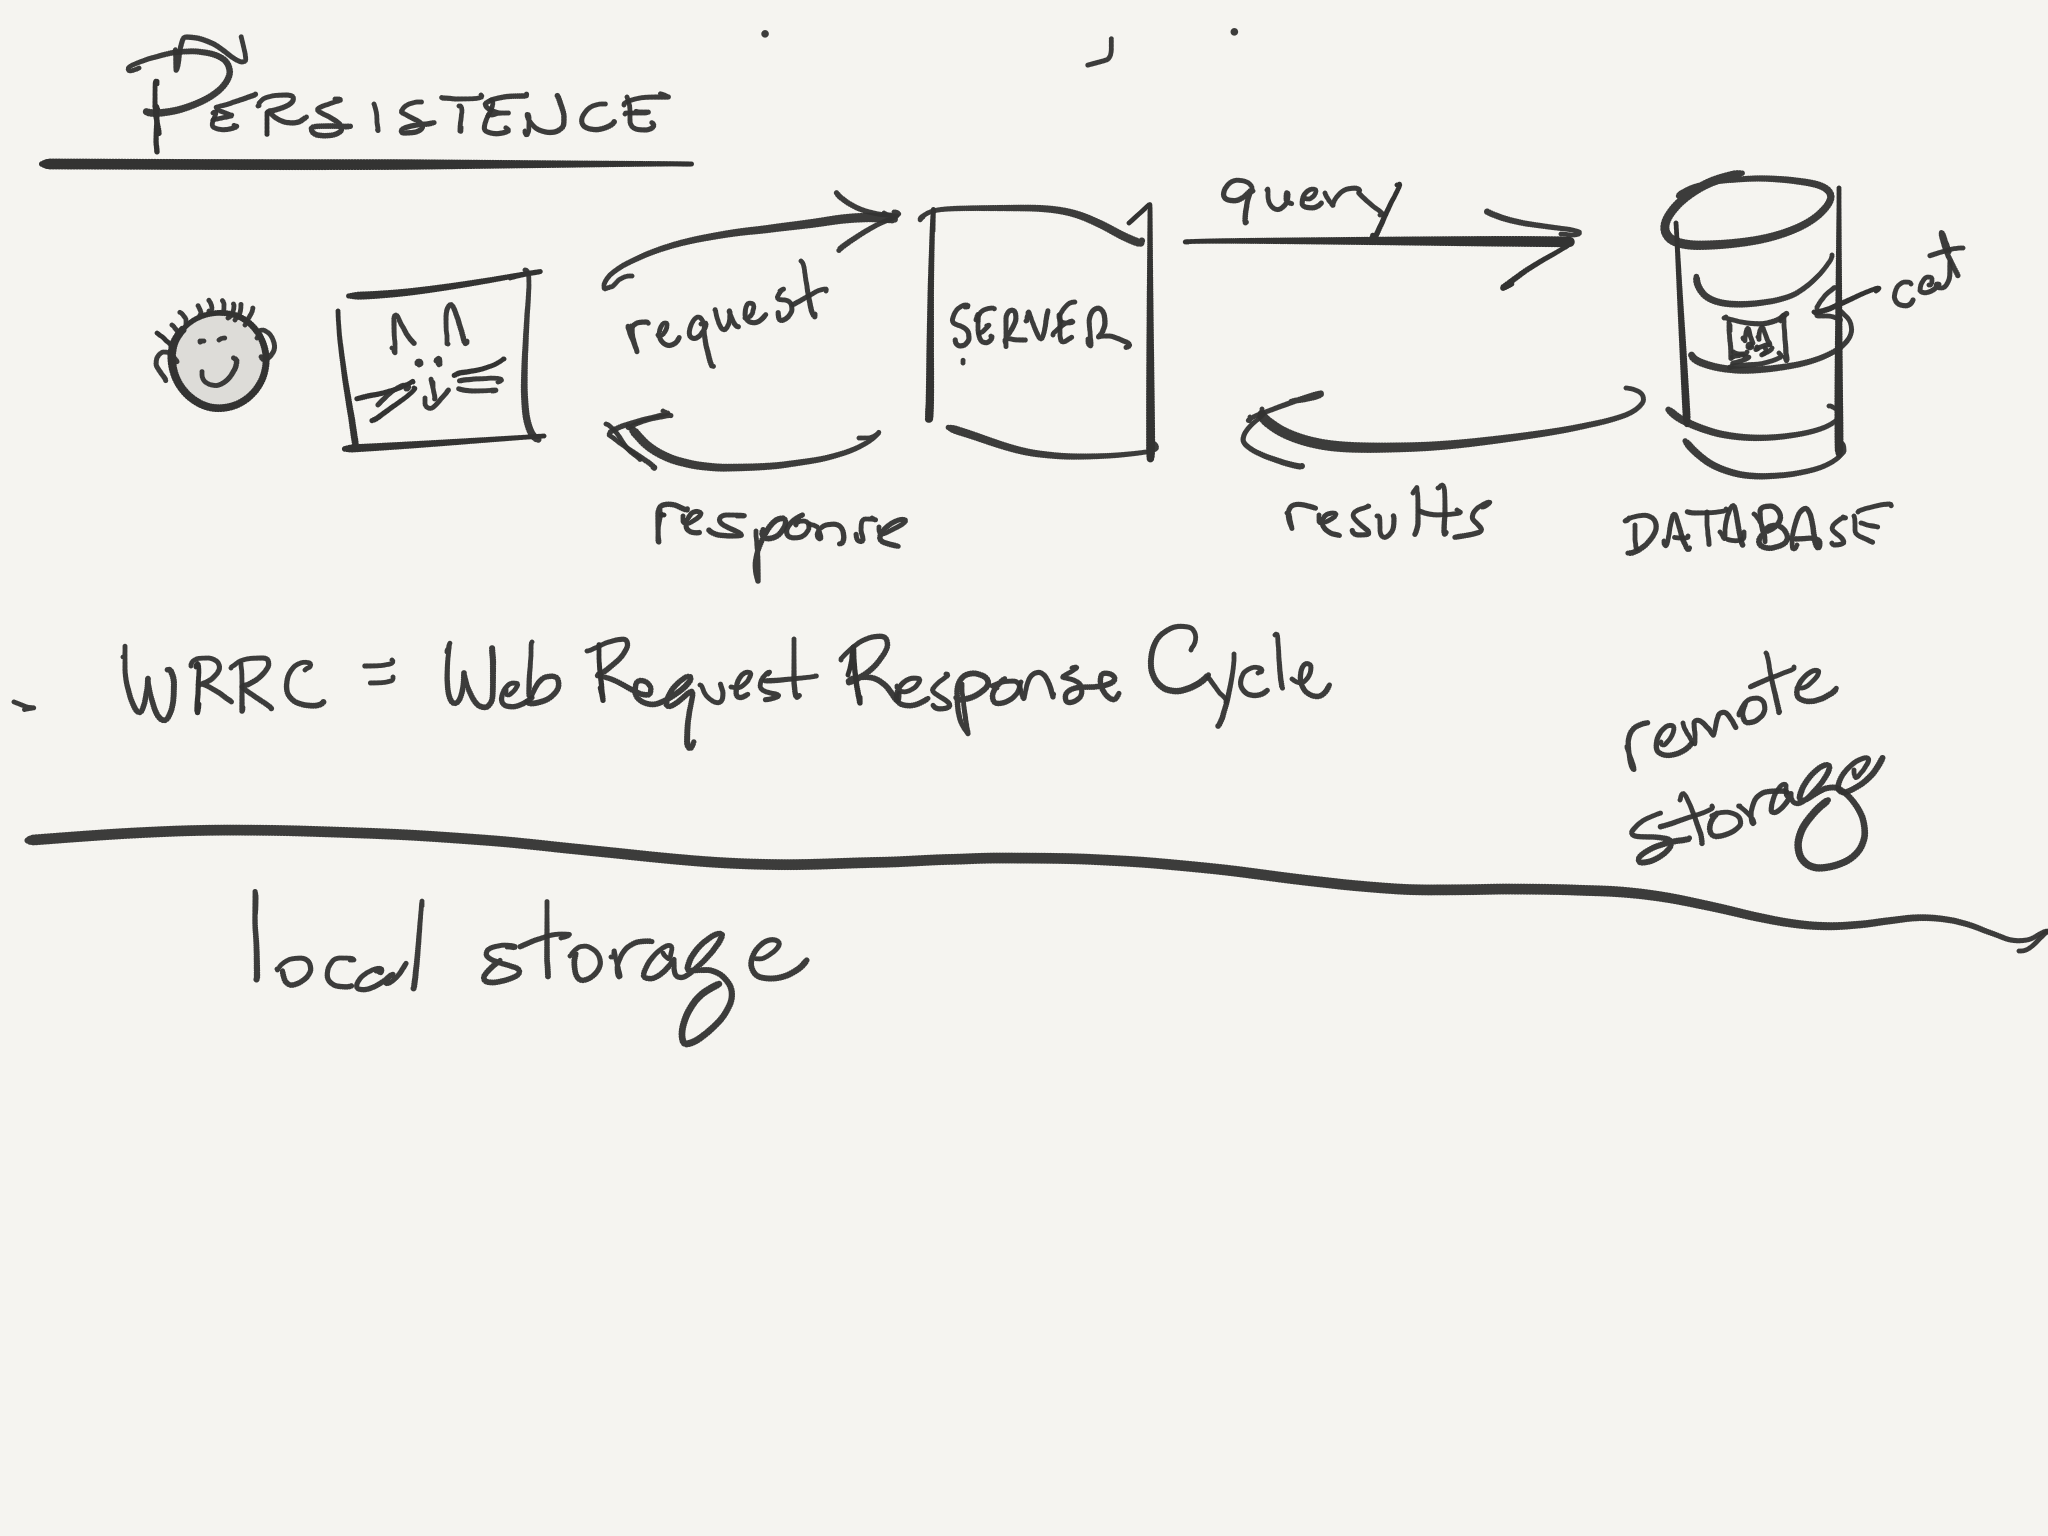 PERSISTENCE
query
cat
request
SERVER
response
results
DATABASE
WRRC = Web Request Response Cycle
remote
storage
local storage